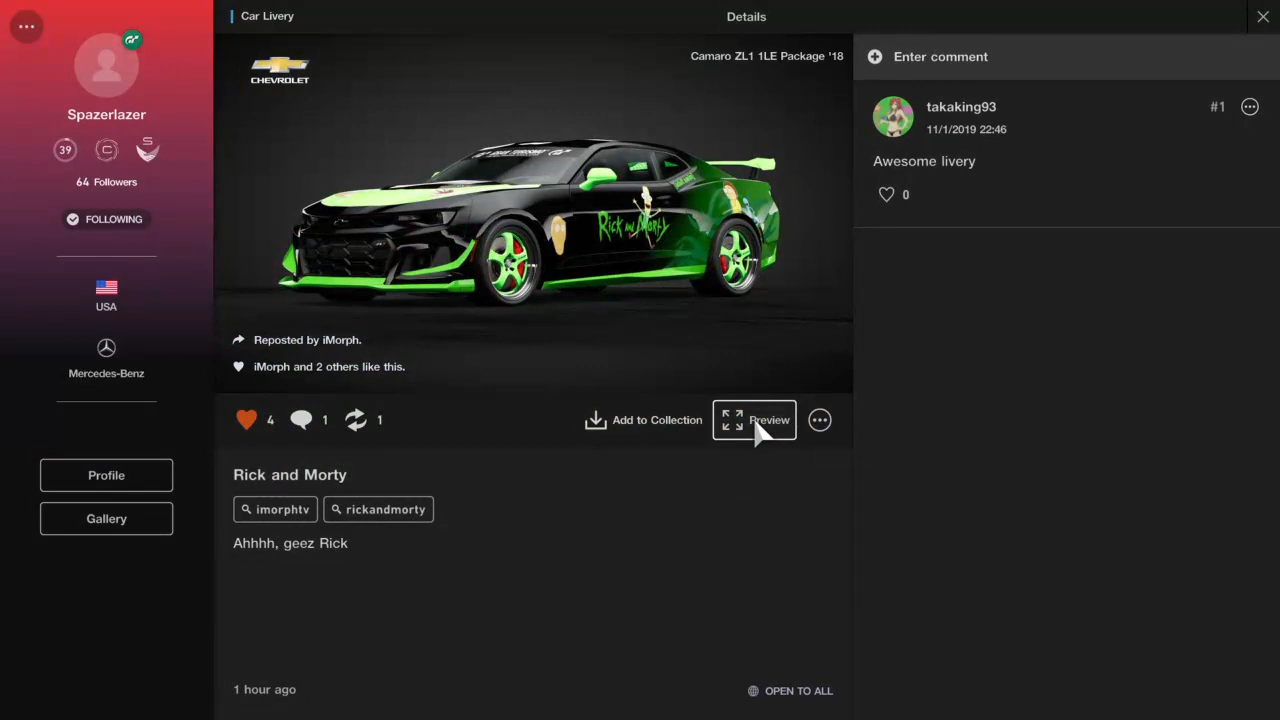 Car Livery
Details
Spazerlazer
39
C
S
64 Followers
FOLLOWING
USA
Mercedes-Benz
Profile
Gallery
CHEVROLET
Camaro ZL1 1LE Package '18
Rick and Morty
Reposted by iMorph.
iMorph and 2 others like this.
4
1
1
Add to Collection
Preview
Rick and Morty
imorphtv
rickandmorty
Ahhhh, geez Rick
1 hour ago
OPEN TO ALL
Enter comment
takaking93
#1
11/1/2019 22:46
Awesome livery
0